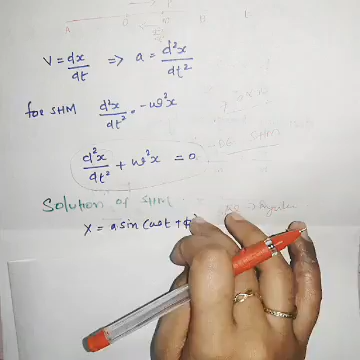 A
V = dx/dt ⇒ a = d²x/dt²
for SHM d²x/dt² = -ω²x
d²x/dt² + ω²x = 0
Solution of SHM =
x = a sin (ωt + ϕ)